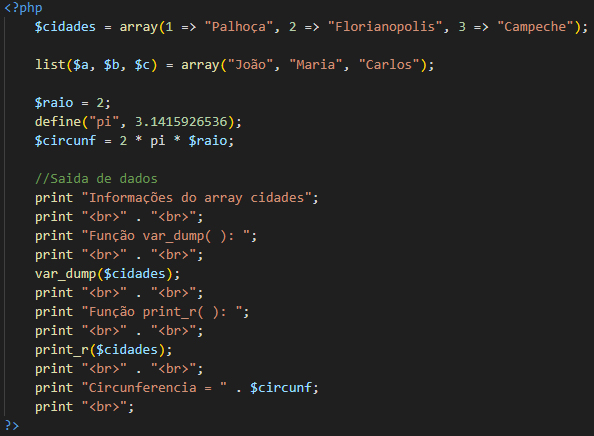 <?php
$cidades = array(1 => "Palhoça", 2 => "Florianopolis", 3 => "Campeche");
list($a, $b, $c) = array("João", "Maria", "Carlos");
$raio = 2;
define("pi", 3.1415926536);
$circunf = 2 * pi * $raio;
//Saida de dados
print "Informações do array cidades";
print "<br>" . "<br>";
print "Função var_dump( ): ";
print "<br>" . "<br>";
var_dump($cidades);
print "<br>" . "<br>";
print "Função print_r( ): ";
print "<br>" . "<br>";
print_r($cidades);
print "<br>" . "<br>";
print "Circunferencia = " . $circunf;
print "<br>";
?>